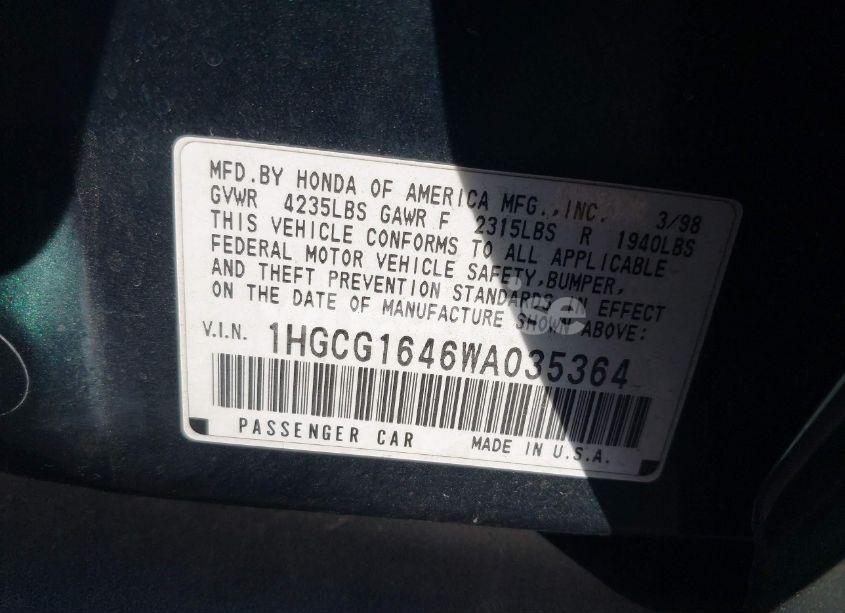 MFD.BY HONDA OF AMERICA MFG.,INC. 3/98
GVWR 4235LBS GAWR F 2315LBS R 1940LBS
THIS VEHICLE CONFORMS TO ALL APPLICABLE
FEDERAL MOTOR VEHICLE SAFETY,BUMPER,
AND THEFT PREVENTION STANDARDS IN EFFECT
ON THE DATE OF MANUFACTURE SHOWN ABOVE:
V.I.N. 1HGCG1646WA035364
PASSENGER CAR MADE IN U.S.A.